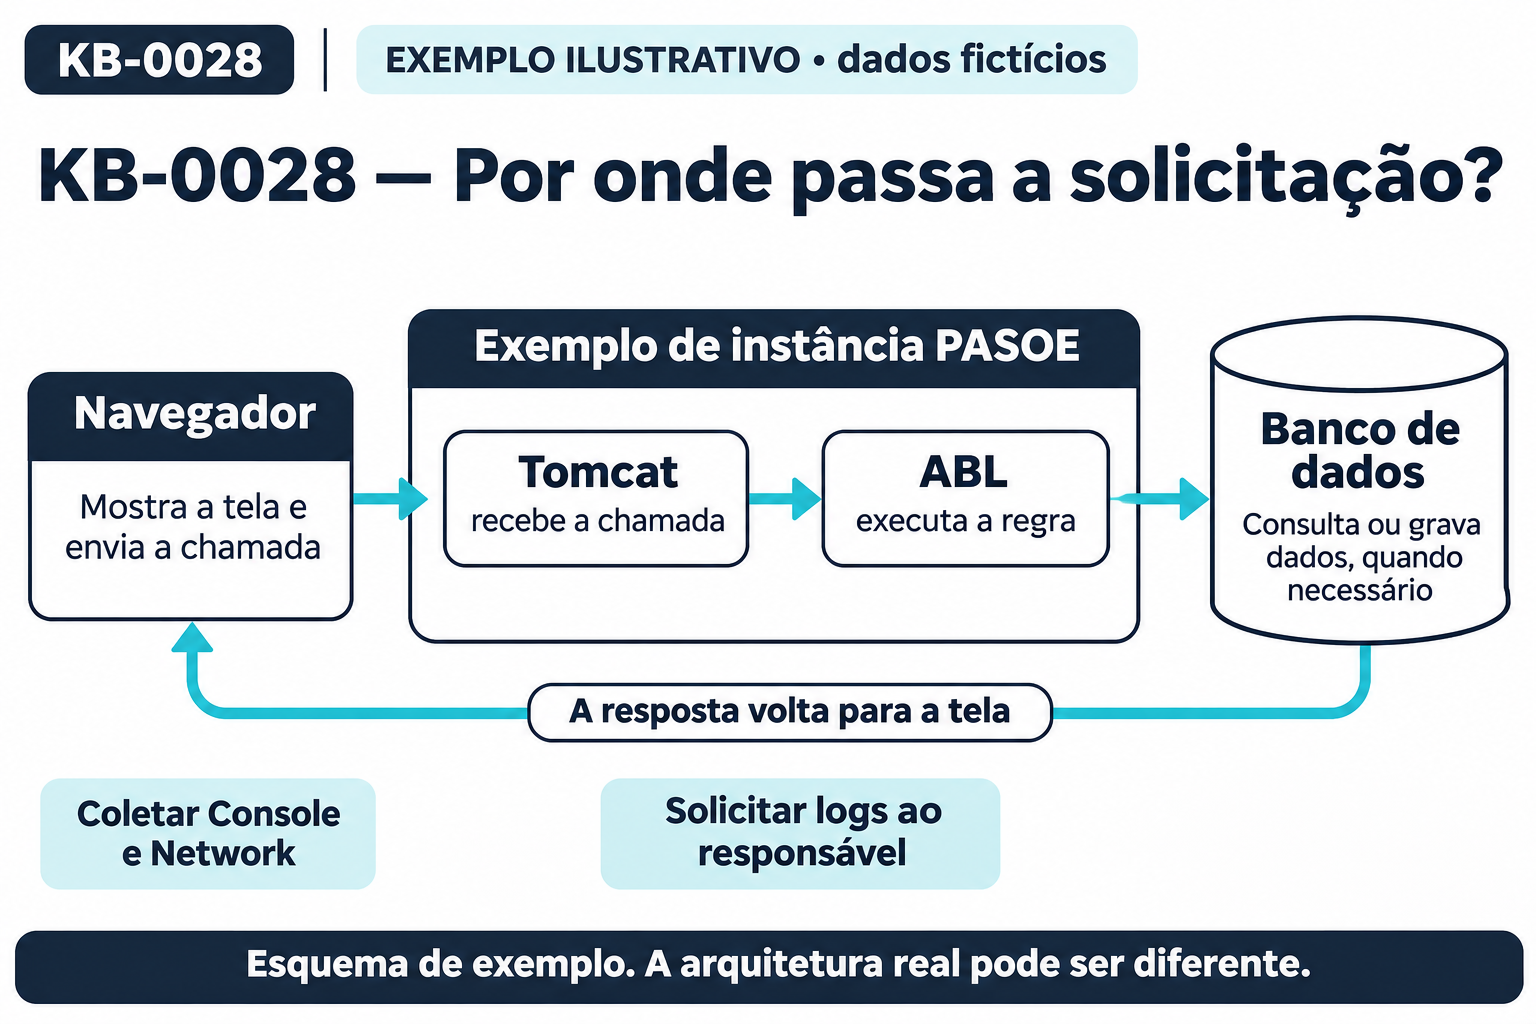 KB-0028
EXEMPLO ILUSTRATIVO • dados fictícios
KB-0028 — Por onde passa a solicitação?
Navegador
Mostra a tela e
envia a chamada
Exemplo de instância PASOE
Tomcat
recebe a chamada
ABL
executa a regra
Banco de
dados
Consulta ou grava
dados, quando
necessário
A resposta volta para a tela
Coletar Console
e Network
Solicitar logs ao
responsável
Esquema de exemplo. A arquitetura real pode ser diferente.